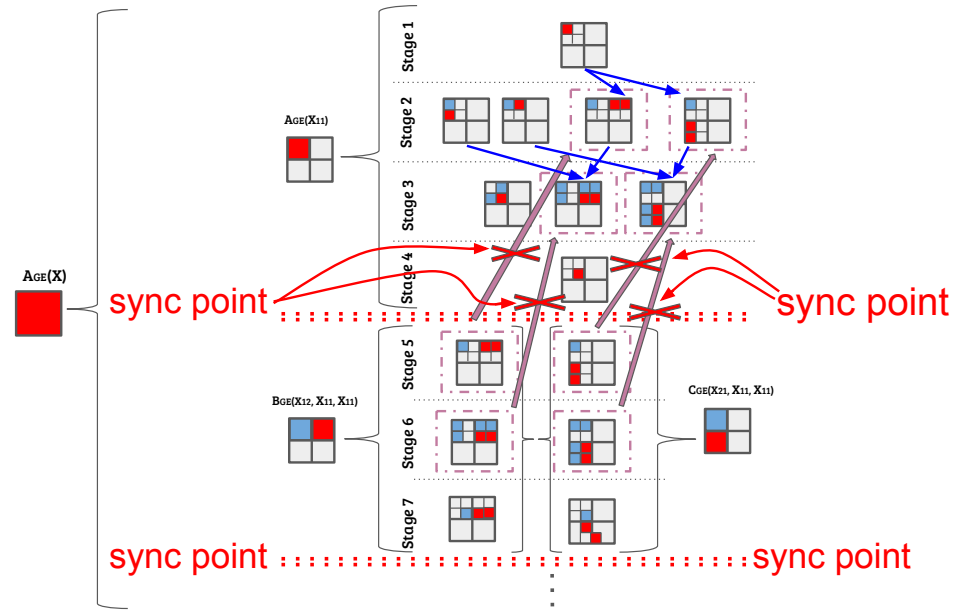 Stage 1
Stage 2
AGE(X11)
Stage 3
Stage 4
AGE(X)
sync point
sync point
Stage 5
BGE(X12, X11, X11)
CGE(X21, X11, X11)
Stage 6
Stage 7
sync point
sync point